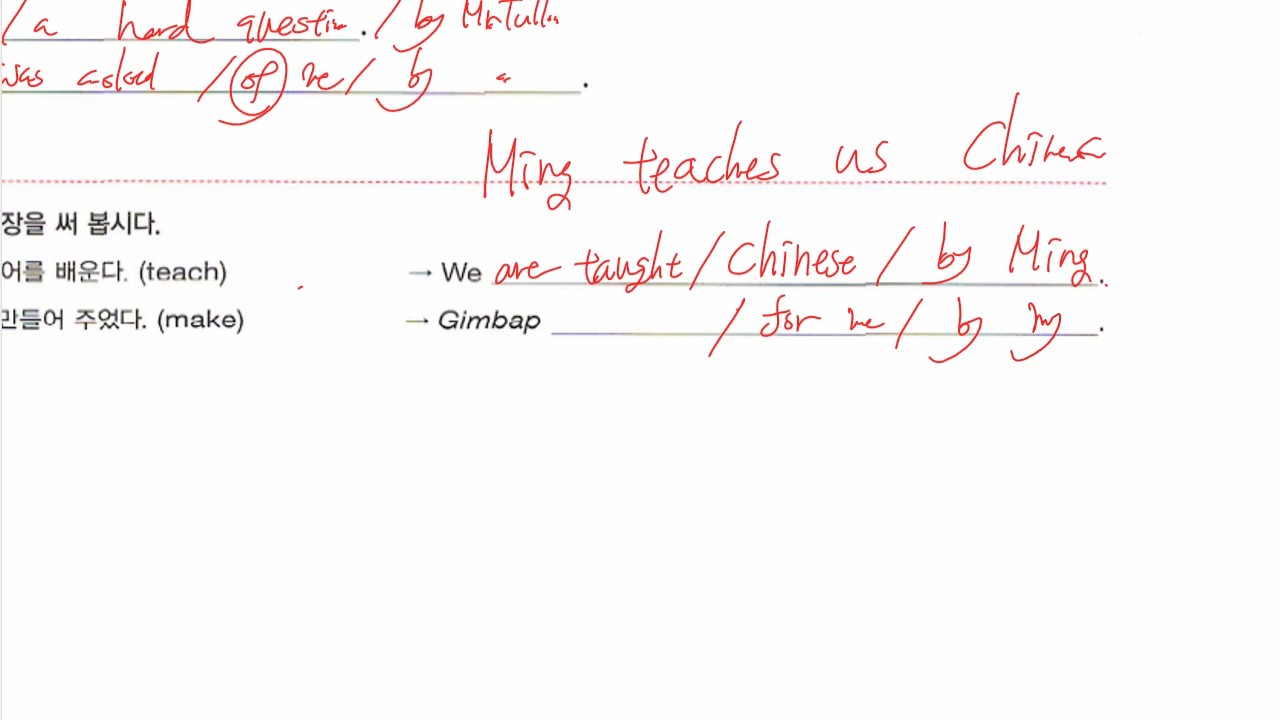 / a hard question. / by Mr Tullan
was asked / of me / by 〃.
Ming teaches us Chinese
장을 써 봅시다.
어를 배운다. (teach) → We are taught / Chinese / by Ming.
만들어 주었다. (make) → Gimbap / for me / by my.